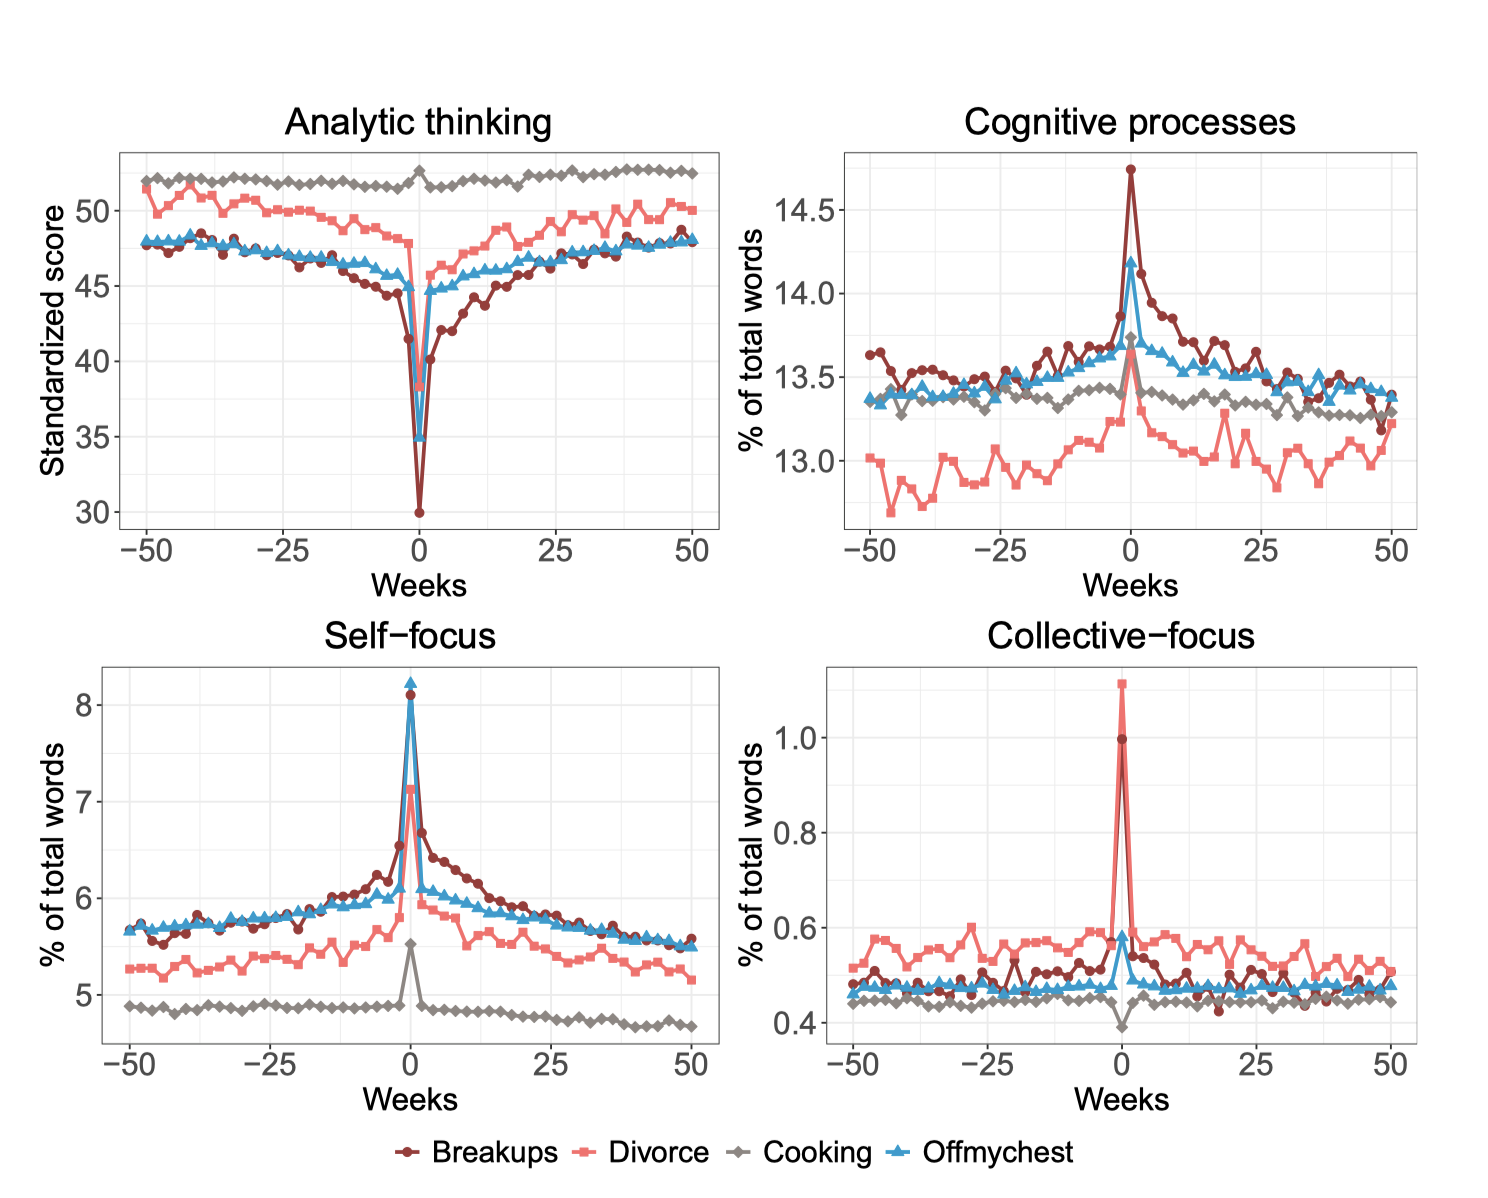 Analytic thinking
Standardized score
50
45
40
35
30
−50 −25 0 25 50
Weeks
Cognitive processes
% of total words
14.5
14.0
13.5
13.0
−50 −25 0 25 50
Weeks
Self−focus
% of total words
8
7
6
5
−50 −25 0 25 50
Weeks
Collective−focus
% of total words
1.0
0.8
0.6
0.4
−50 −25 0 25 50
Weeks
Breakups Divorce Cooking Offmychest